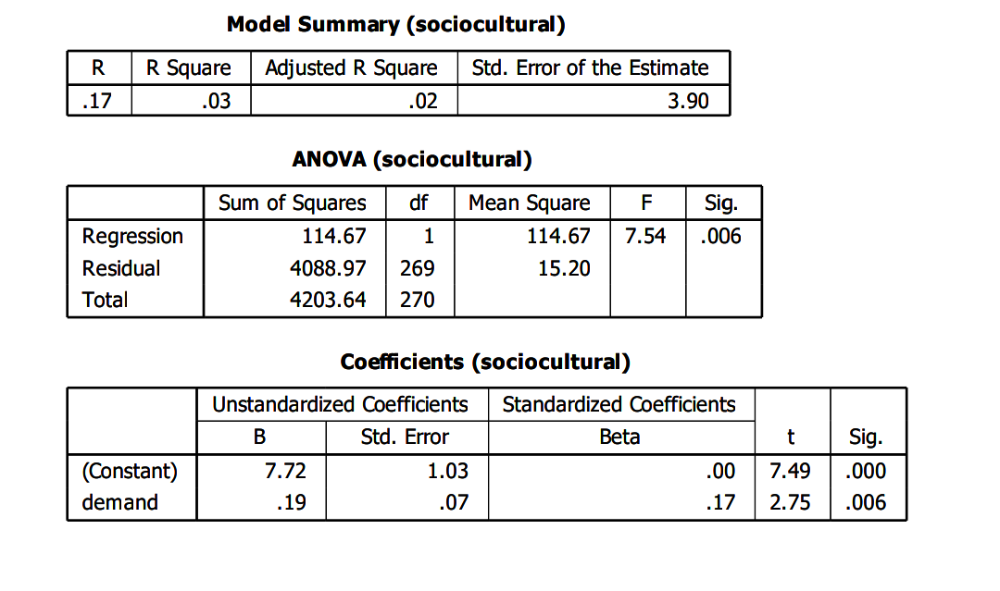 Model Summary (sociocultural)
R R Square Adjusted R Square Std. Error of the Estimate
.17 .03 .02 3.90
ANOVA (sociocultural)
Sum of Squares df Mean Square F Sig.
Regression 114.67 1 114.67 7.54 .006
Residual 4088.97 269 15.20
Total 4203.64 270
Coefficients (sociocultural)
Unstandardized Coefficients Standardized Coefficients
B Std. Error Beta t Sig.
(Constant) 7.72 1.03 .00 7.49 .000
demand .19 .07 .17 2.75 .006